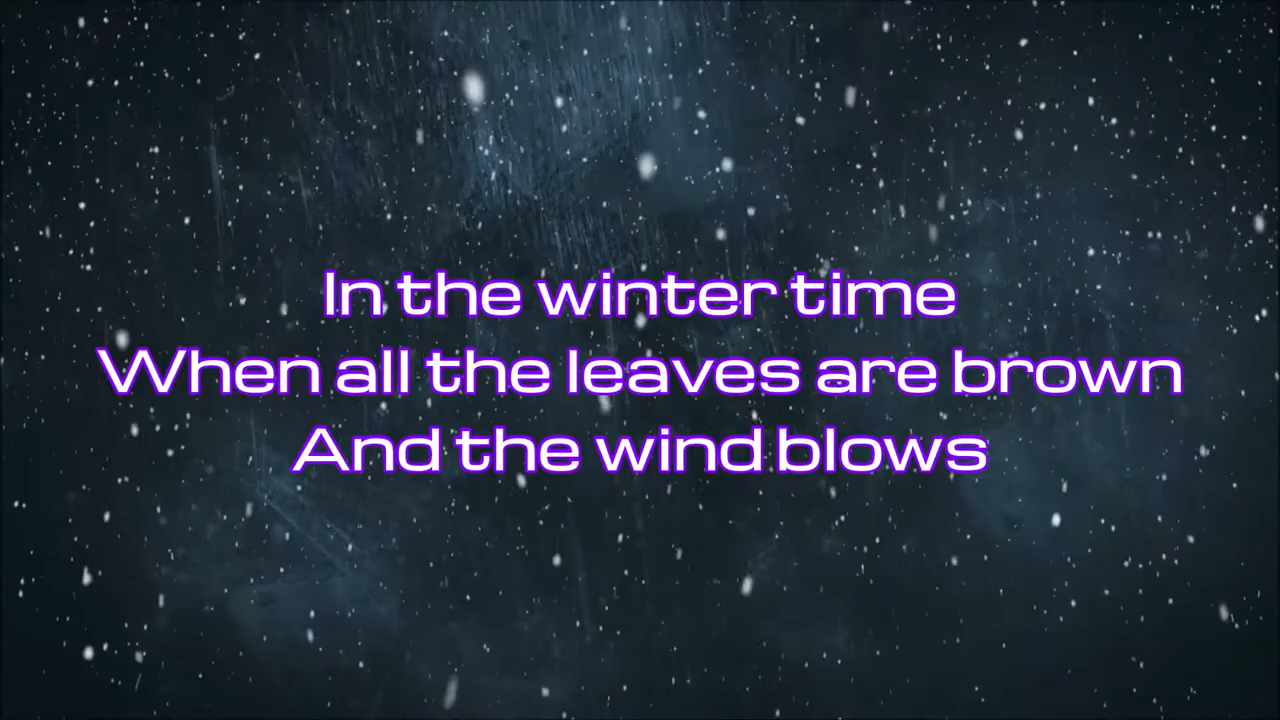 In the winter time
When all the leaves are brown
And the wind blows